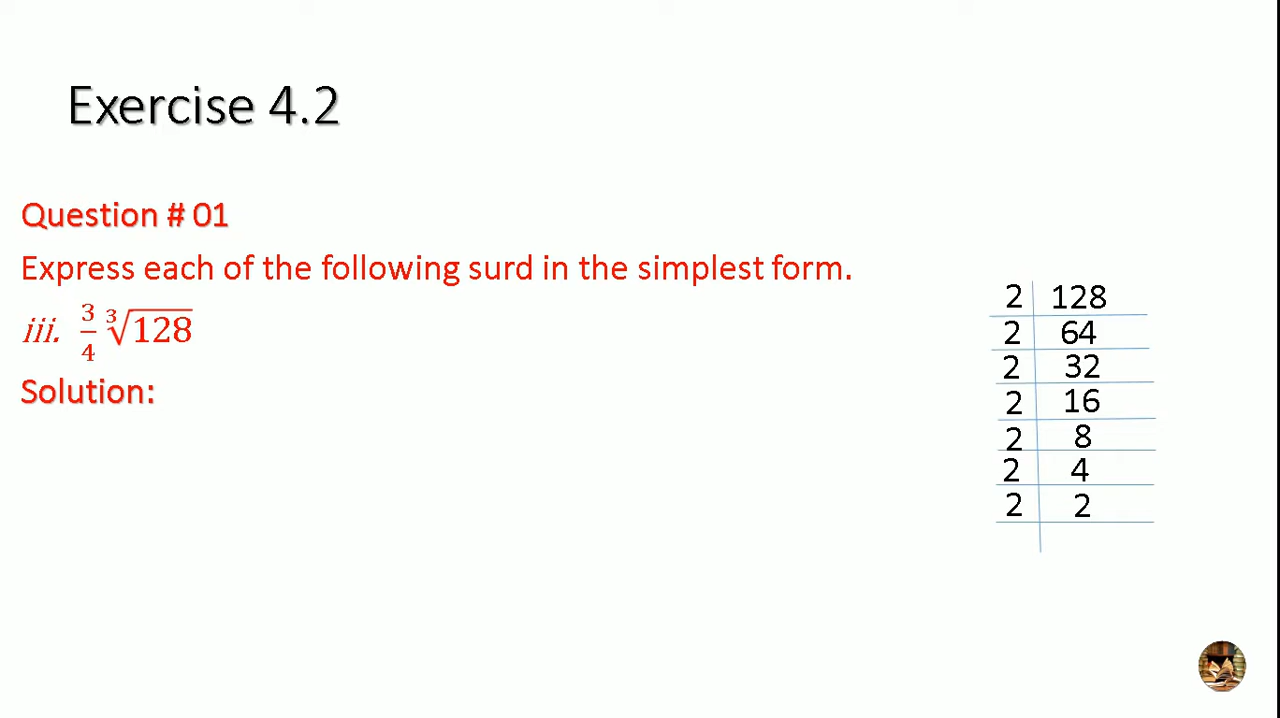 Exercise 4.2
Question # 01
Express each of the following surd in the simplest form.
iii. 3/4 ∛128
Solution:
2 128
2 64
2 32
2 16
2 8
2 4
2 2